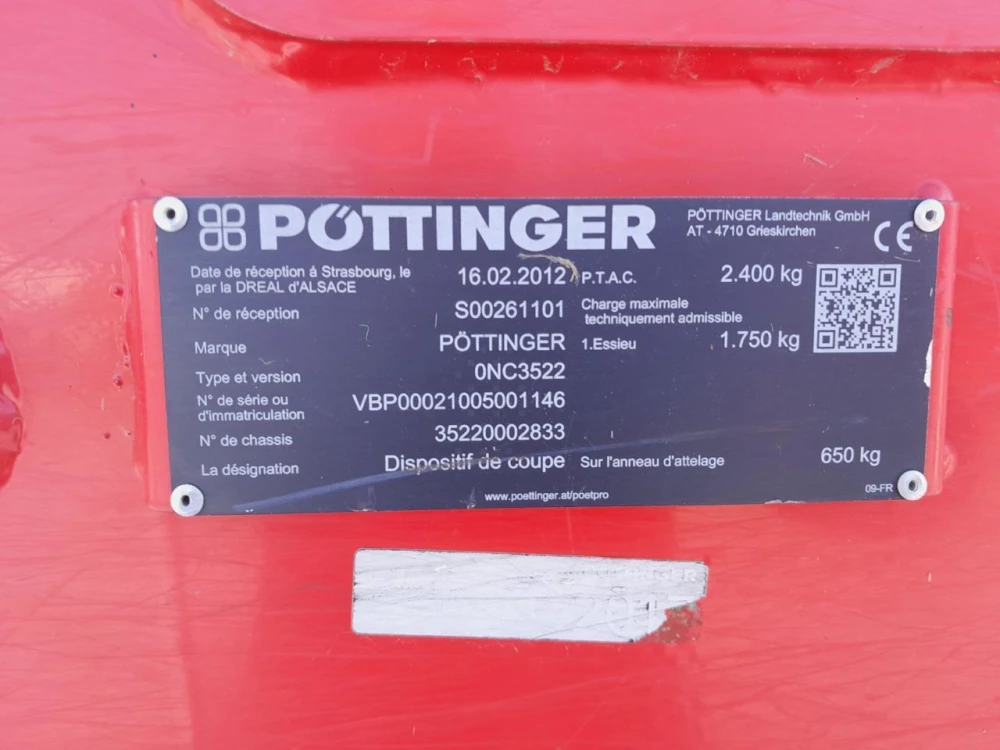 PÖTTINGER
PÖTTINGER Landtechnik GmbH
AT - 4710 Grieskirchen
CE
Date de réception à Strasbourg, le
par la DREAL d'ALSACE
16.02.2012
P.T.A.C.
2.400 kg
N° de réception
S00261101
Charge maximale
techniquement admissible
Marque
PÖTTINGER
1.Essieu
1.750 kg
Type et version
0NC3522
N° de série ou
d'immatriculation
VBP00021005001146
N° de chassis
35220002833
La désignation
Dispositif de coupe
Sur l'anneau d'attelage
650 kg
www.poettinger.at/poetpro
09-FR